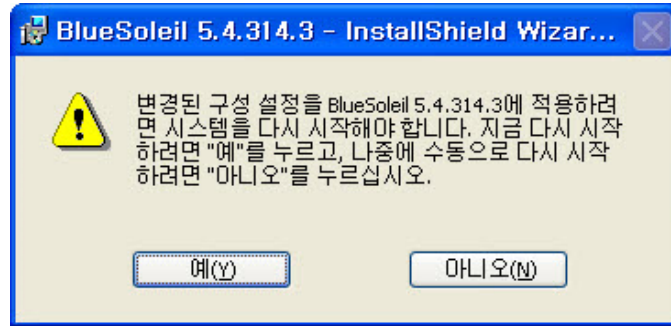 BlueSoleil 5.4.314.3 - InstallShield Wizar...
변경된 구성 설정을 BlueSoleil 5.4.314.3에 적용하려
면 시스템을 다시 시작해야 합니다. 지금 다시 시작
하려면 "예"를 누르고, 나중에 수동으로 다시 시작
하려면 "아니오"를 누르십시오.
예(Y)
아니오(N)